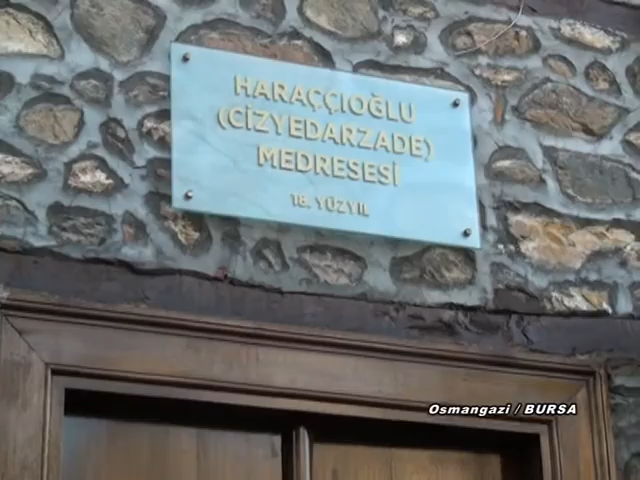 HARAÇÇIOĞLU
(CİZYEDARZADE)
MEDRESESİ
18. YÜZYIL
Osmangazi / BURSA